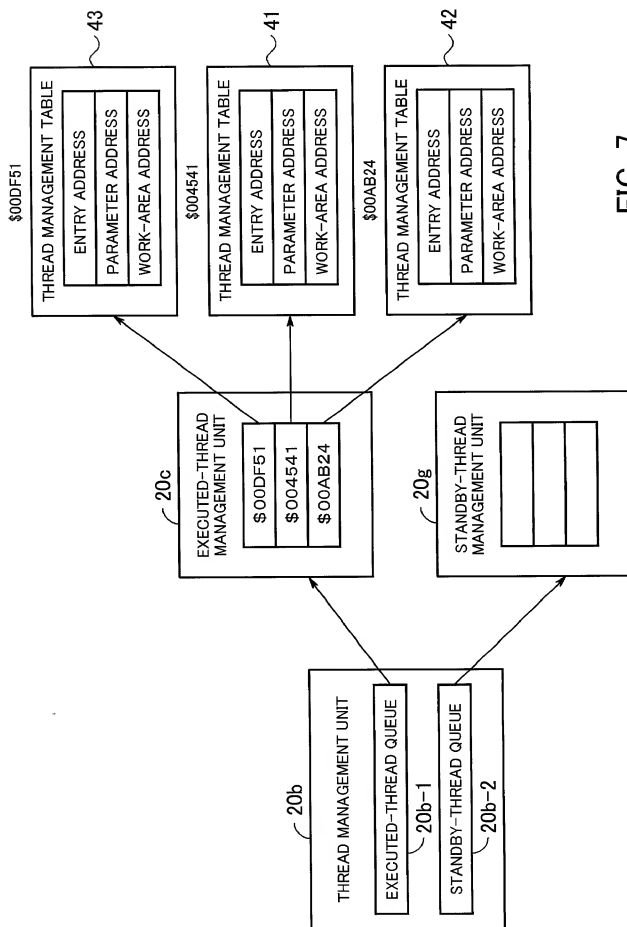 20b
THREAD MANAGEMENT UNIT
EXECUTED-THREAD QUEUE
20b-1
STANDBY-THREAD QUEUE
20b-2
20c
EXECUTED-THREAD
MANAGEMENT UNIT
$00DF51
$004541
$00AB24
20g
STANDBY-THREAD
MANAGEMENT UNIT
$00DF51
43
THREAD MANAGEMENT TABLE
ENTRY ADDRESS
PARAMETER ADDRESS
WORK-AREA ADDRESS
$004541
41
THREAD MANAGEMENT TABLE
ENTRY ADDRESS
PARAMETER ADDRESS
WORK-AREA ADDRESS
$00AB24
42
THREAD MANAGEMENT TABLE
ENTRY ADDRESS
PARAMETER ADDRESS
WORK-AREA ADDRESS
FIG. 7